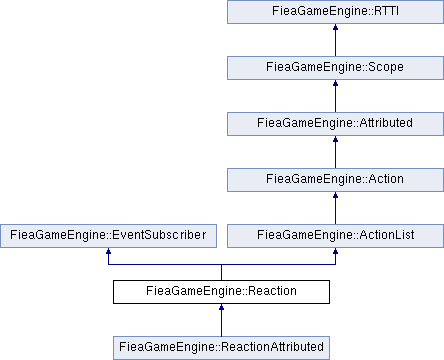 FieaGameEngine::RTTI
FieaGameEngine::Scope
FieaGameEngine::Attributed
FieaGameEngine::Action
FieaGameEngine::EventSubscriber
FieaGameEngine::ActionList
FieaGameEngine::Reaction
FieaGameEngine::ReactionAttributed